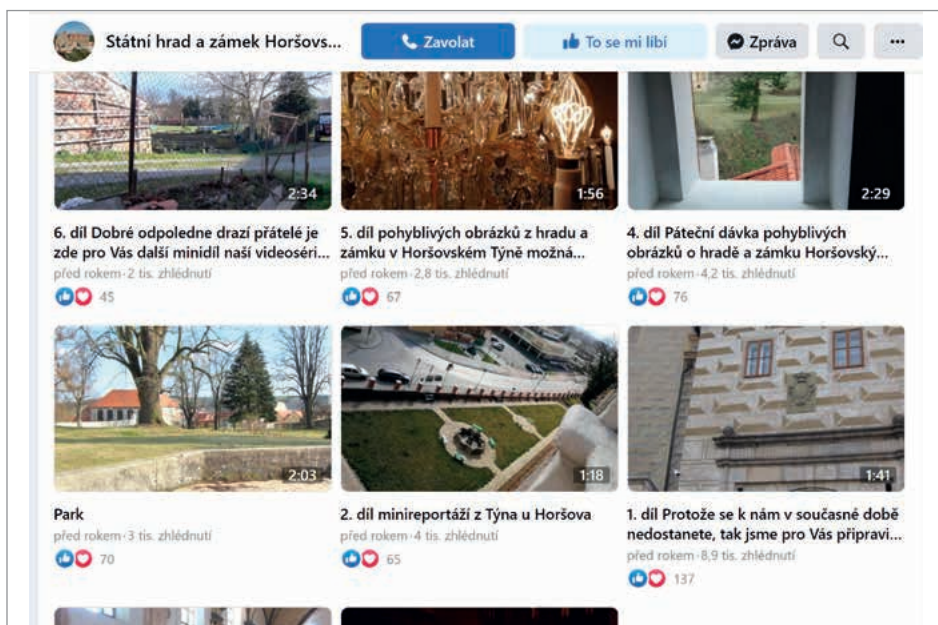 Státní hrad a zámek Horšovs...
Zavolat
To se mi líbí
Zpráva
2:34
1:56
2:29
6. díl Dobré odpoledne drazí přátelé je
zde pro Vás další minidíl naší videoséri...
před rokem · 2 tis. zhlédnutí
45
5. díl pohyblivých obrázků z hradu a
zámku v Horšovském Týně možná...
před rokem · 2,8 tis. zhlédnutí
67
4. díl Páteční dávka pohyblivých
obrázků o hradě a zámku Horšovský...
před rokem · 4,2 tis. zhlédnutí
76
2:03
1:18
1:41
Park
před rokem · 3 tis. zhlédnutí
70
2. díl minireportáží z Týna u Horšova
před rokem · 4 tis. zhlédnutí
65
1. díl Protože se k nám v současné době
nedostanete, tak jsme pro Vás připravi...
před rokem · 8,9 tis. zhlédnutí
137